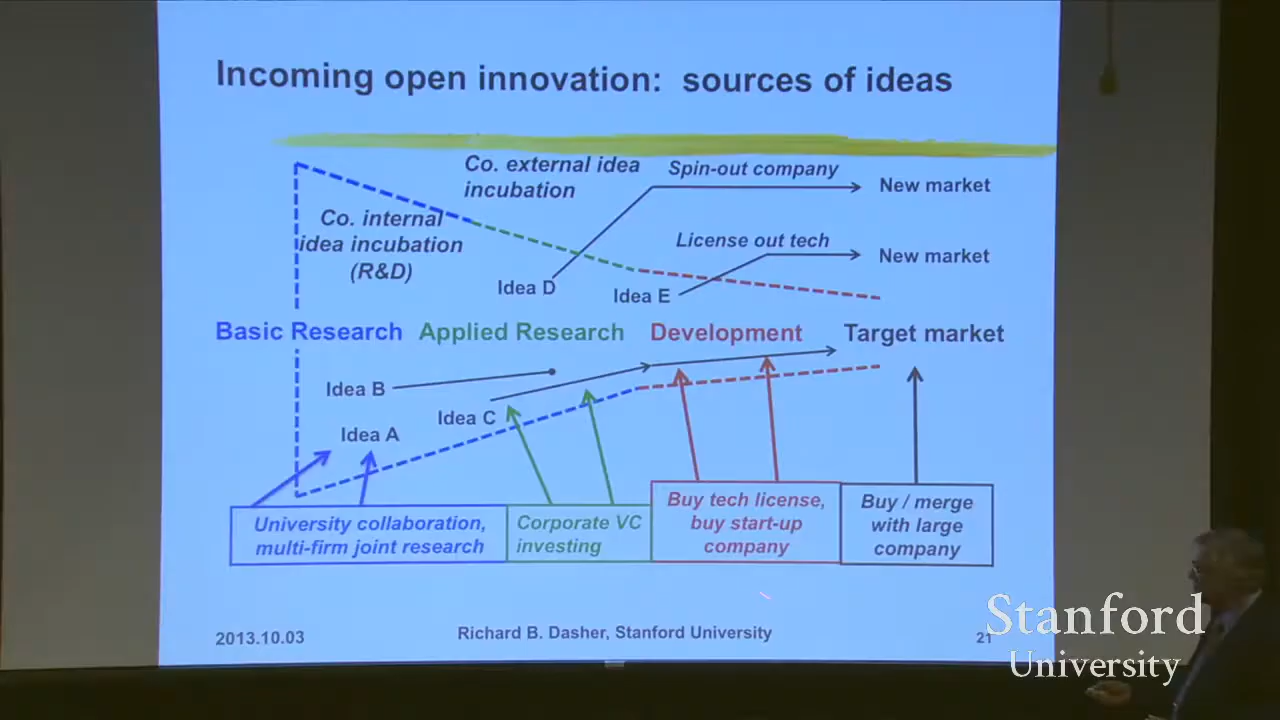 Incoming open innovation: sources of ideas
Co. external idea
incubation
Spin-out company
New market
Co. internal
idea incubation
(R&D)
License out tech
New market
Idea D
Idea E
Basic Research
Applied Research
Development
Target market
Idea B
Idea C
Idea A
University collaboration,
multi-firm joint research
Corporate VC
investing
Buy tech license,
buy start-up
company
Buy / merge
with large
company
2013.10.03
Richard B. Dasher, Stanford University
21
Stanford
University